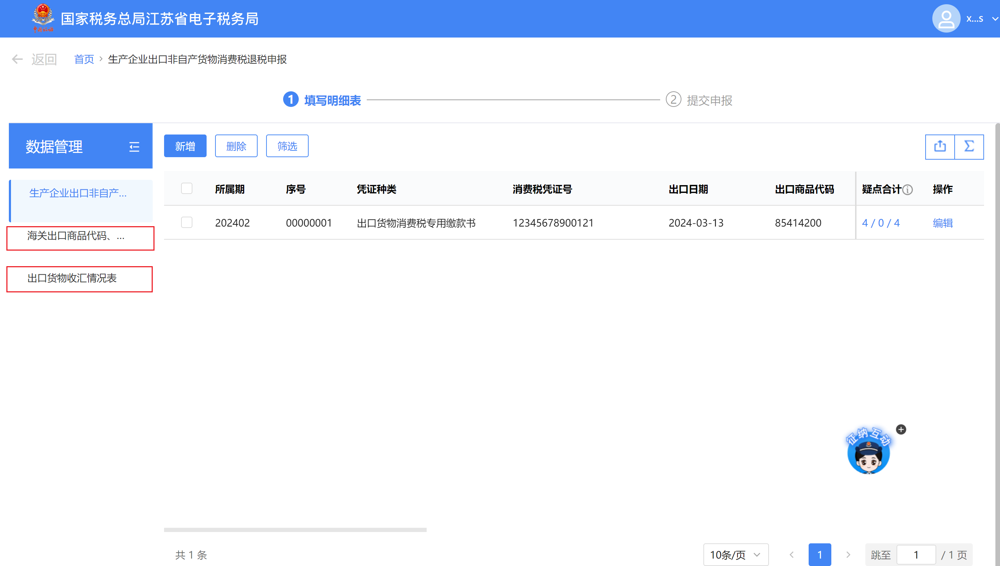 国家税务总局江苏省电子税务局
x...s
返回 首页 > 生产企业出口非自产货物消费税退税申报
1 填写明细表 2 提交申报
数据管理
新增 删除 筛选
生产企业出口非自产...
海关出口商品代码、...
出口货物收汇情况表
所属期 序号 凭证种类 消费税凭证号 出口日期 出口商品代码 疑点合计 操作
202402 00000001 出口货物消费税专用缴款书 12345678900121 2024-03-13 85414200 4 / 0 / 4 编辑
征纳互动
共 1 条 10条/页 < 1 > 跳至 1 / 1 页